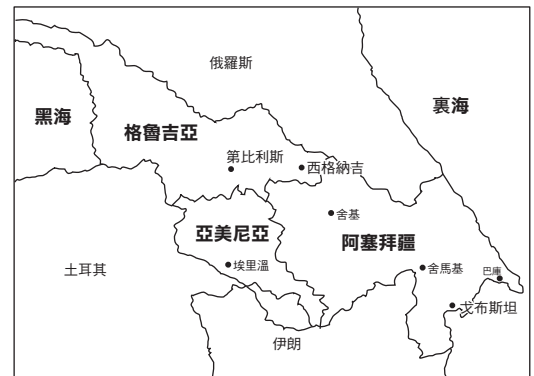 俄羅斯
黑海
裏海
格魯吉亞
第比利斯
西格納吉
舍基
亞美尼亞
阿塞拜疆
土耳其
埃里溫
舍馬基
巴庫
戈布斯坦
伊朗